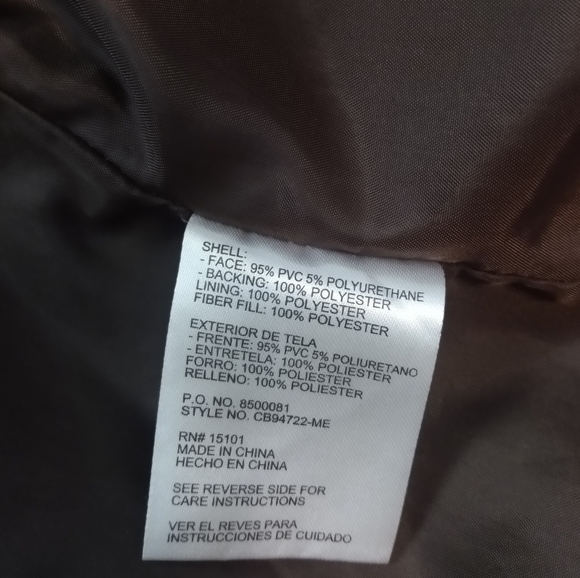 SHELL:
- FACE: 95% PVC 5% POLYURETHANE
- BACKING: 100% POLYESTER
LINING: 100% POLYESTER
FIBER FILL: 100% POLYESTER
EXTERIOR DE TELA
- FRENTE: 95% PVC 5% POLIURETANO
- ENTRETELA: 100% POLIESTER
FORRO: 100% POLIESTER
RELLENO: 100% POLIESTER
P.O. NO. 8500081
STYLE NO. CB94722-ME
RN# 15101
MADE IN CHINA
HECHO EN CHINA
SEE REVERSE SIDE FOR
CARE INSTRUCTIONS
VER EL REVES PARA
INSTRUCCIONES DE CUIDADO